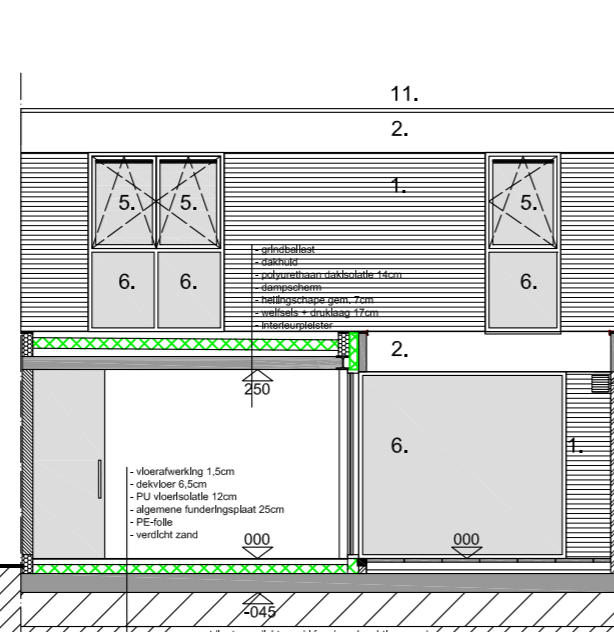 11.
2.
1.
5. 5. 5.
6. 6. 6.
- grindballast
- dakhuid
- polyurethaan dakisolatie 14cm
- dampscherm
- hellingschape gem. 7cm
- welfsels + druklaag 17cm
- interieurpleister
2.
250
6. 1.
- vloerafwerking 1,5cm
- dekvloer 6,5cm
- PU vloerisolatie 12cm
- algemene funderingsplaat 25cm
- PE-folie
- verdicht zand
000 000
-045